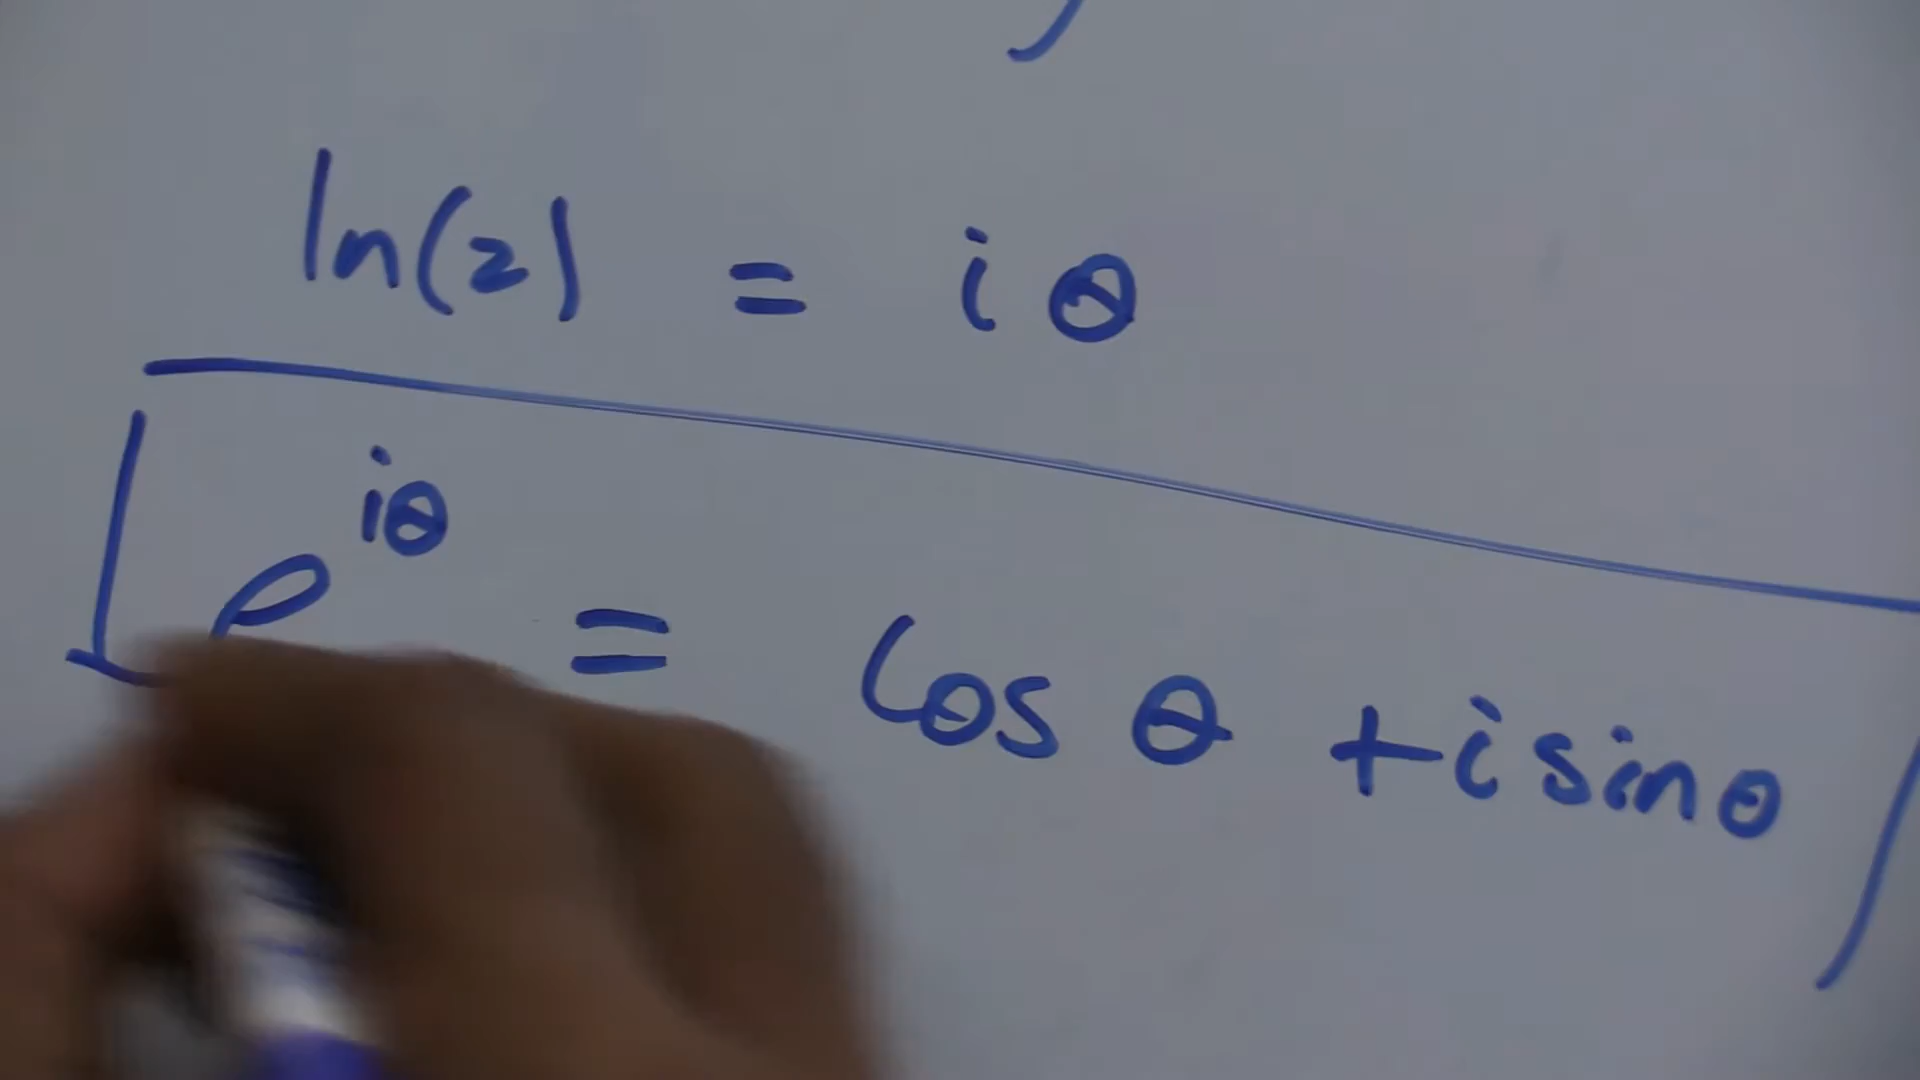 ln(z) = iθ
e^{iθ} = cos θ + i sin θ